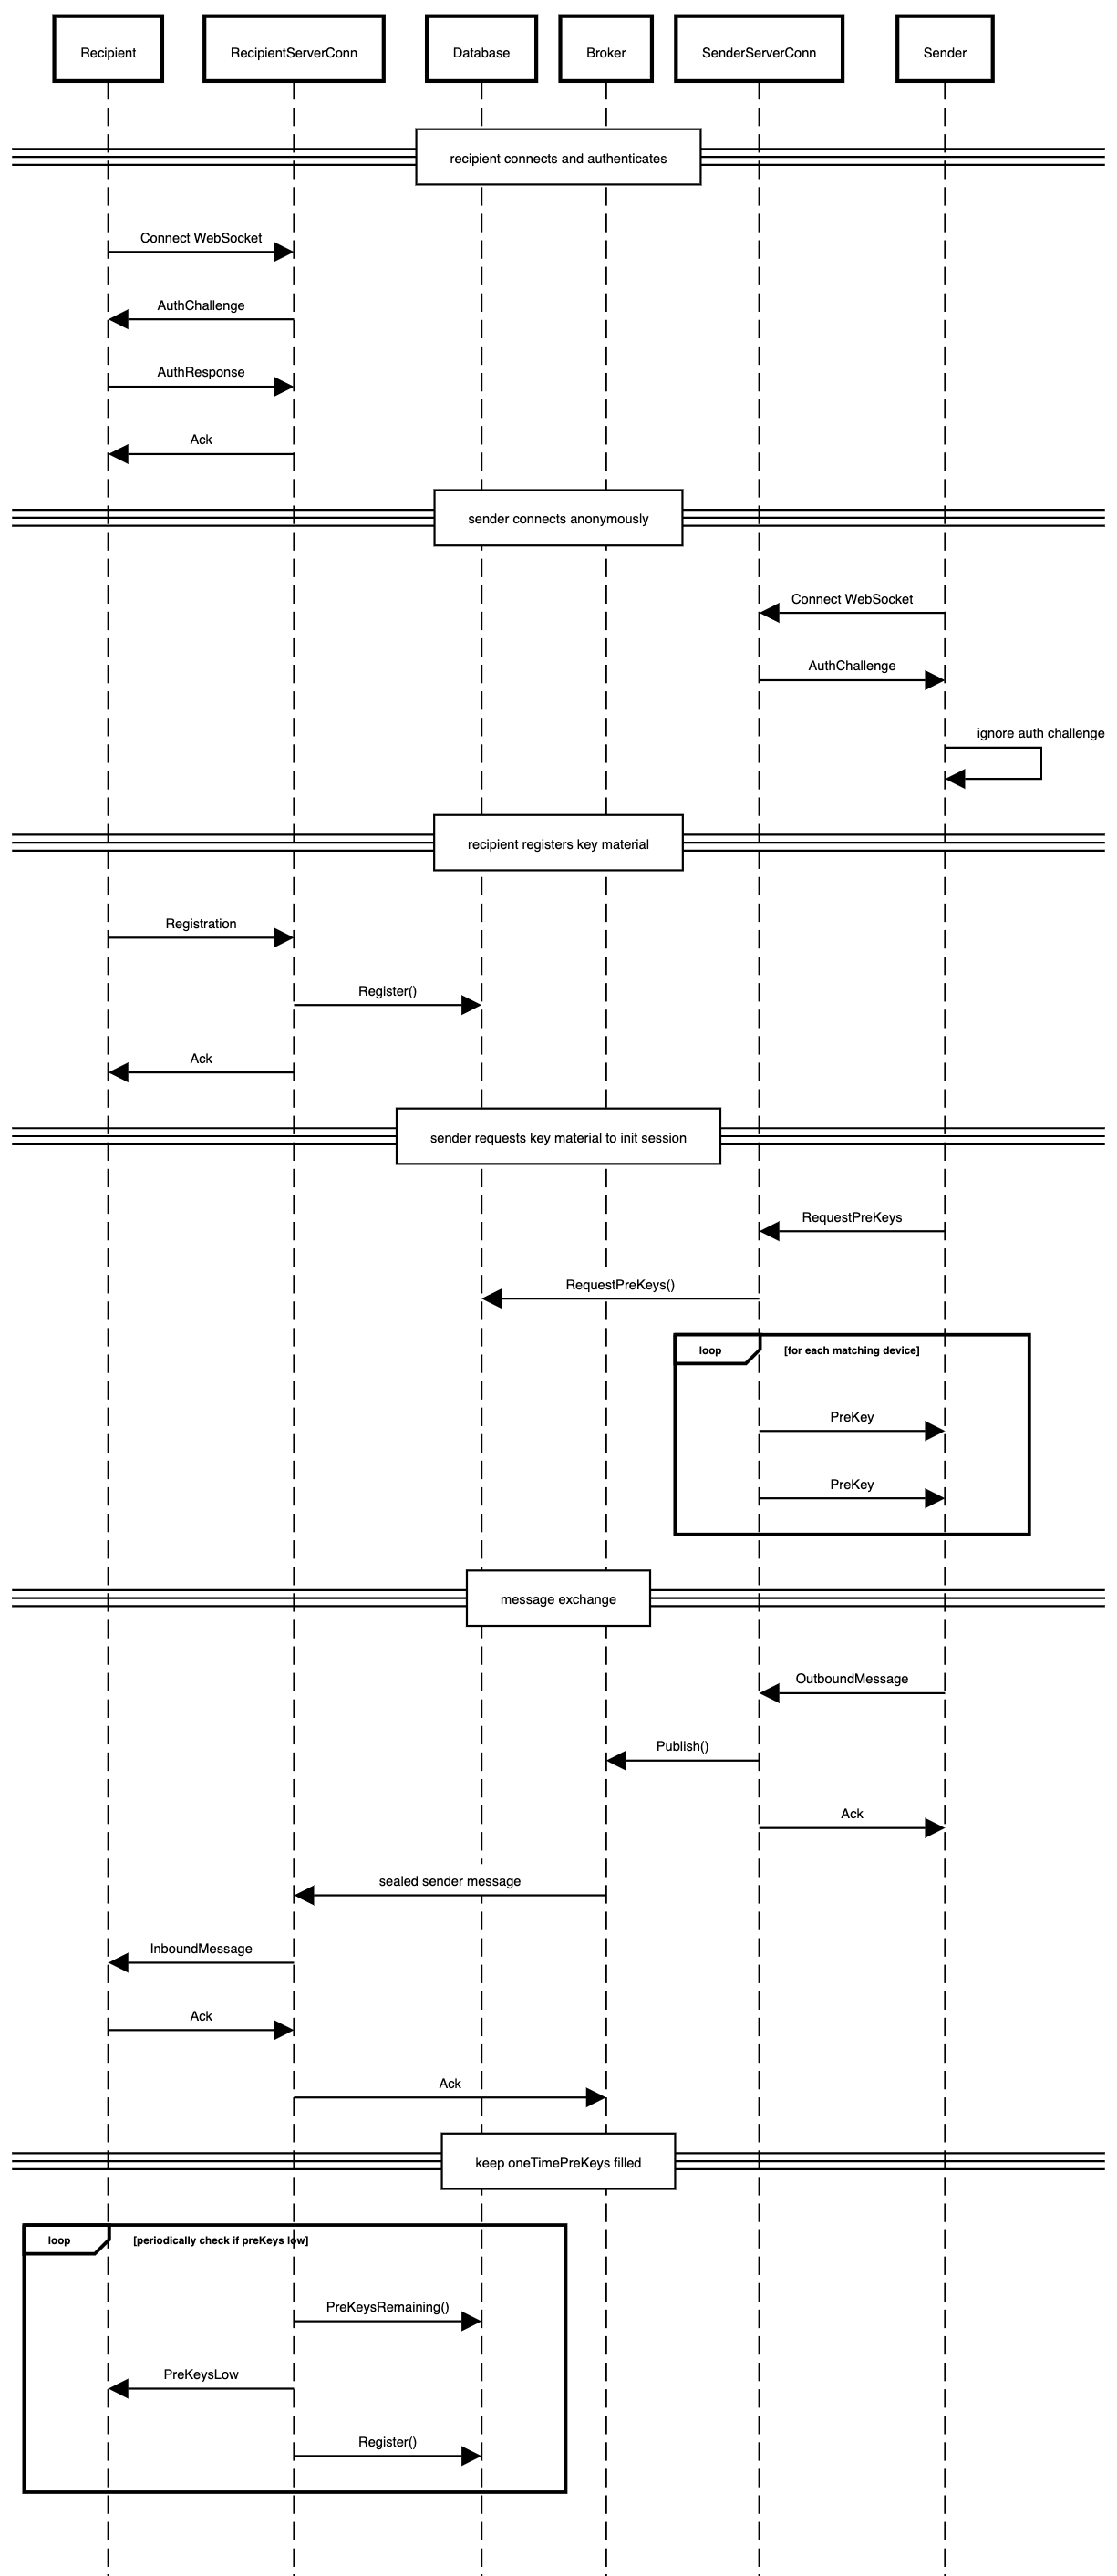 Recipient
RecipientServerConn
Database
Broker
SenderServerConn
Sender
recipient connects and authenticates
Connect WebSocket
AuthChallenge
AuthResponse
Ack
sender connects anonymously
Connect WebSocket
AuthChallenge
ignore auth challenge
recipient registers key material
Registration
Register()
Ack
sender requests key material to init session
RequestPreKeys
RequestPreKeys()
loop
[for each matching device]
PreKey
PreKey
message exchange
OutboundMessage
Publish()
Ack
sealed sender message
InboundMessage
Ack
Ack
keep oneTimePreKeys filled
loop
[periodically check if preKeys low]
PreKeysRemaining()
PreKeysLow
Register()